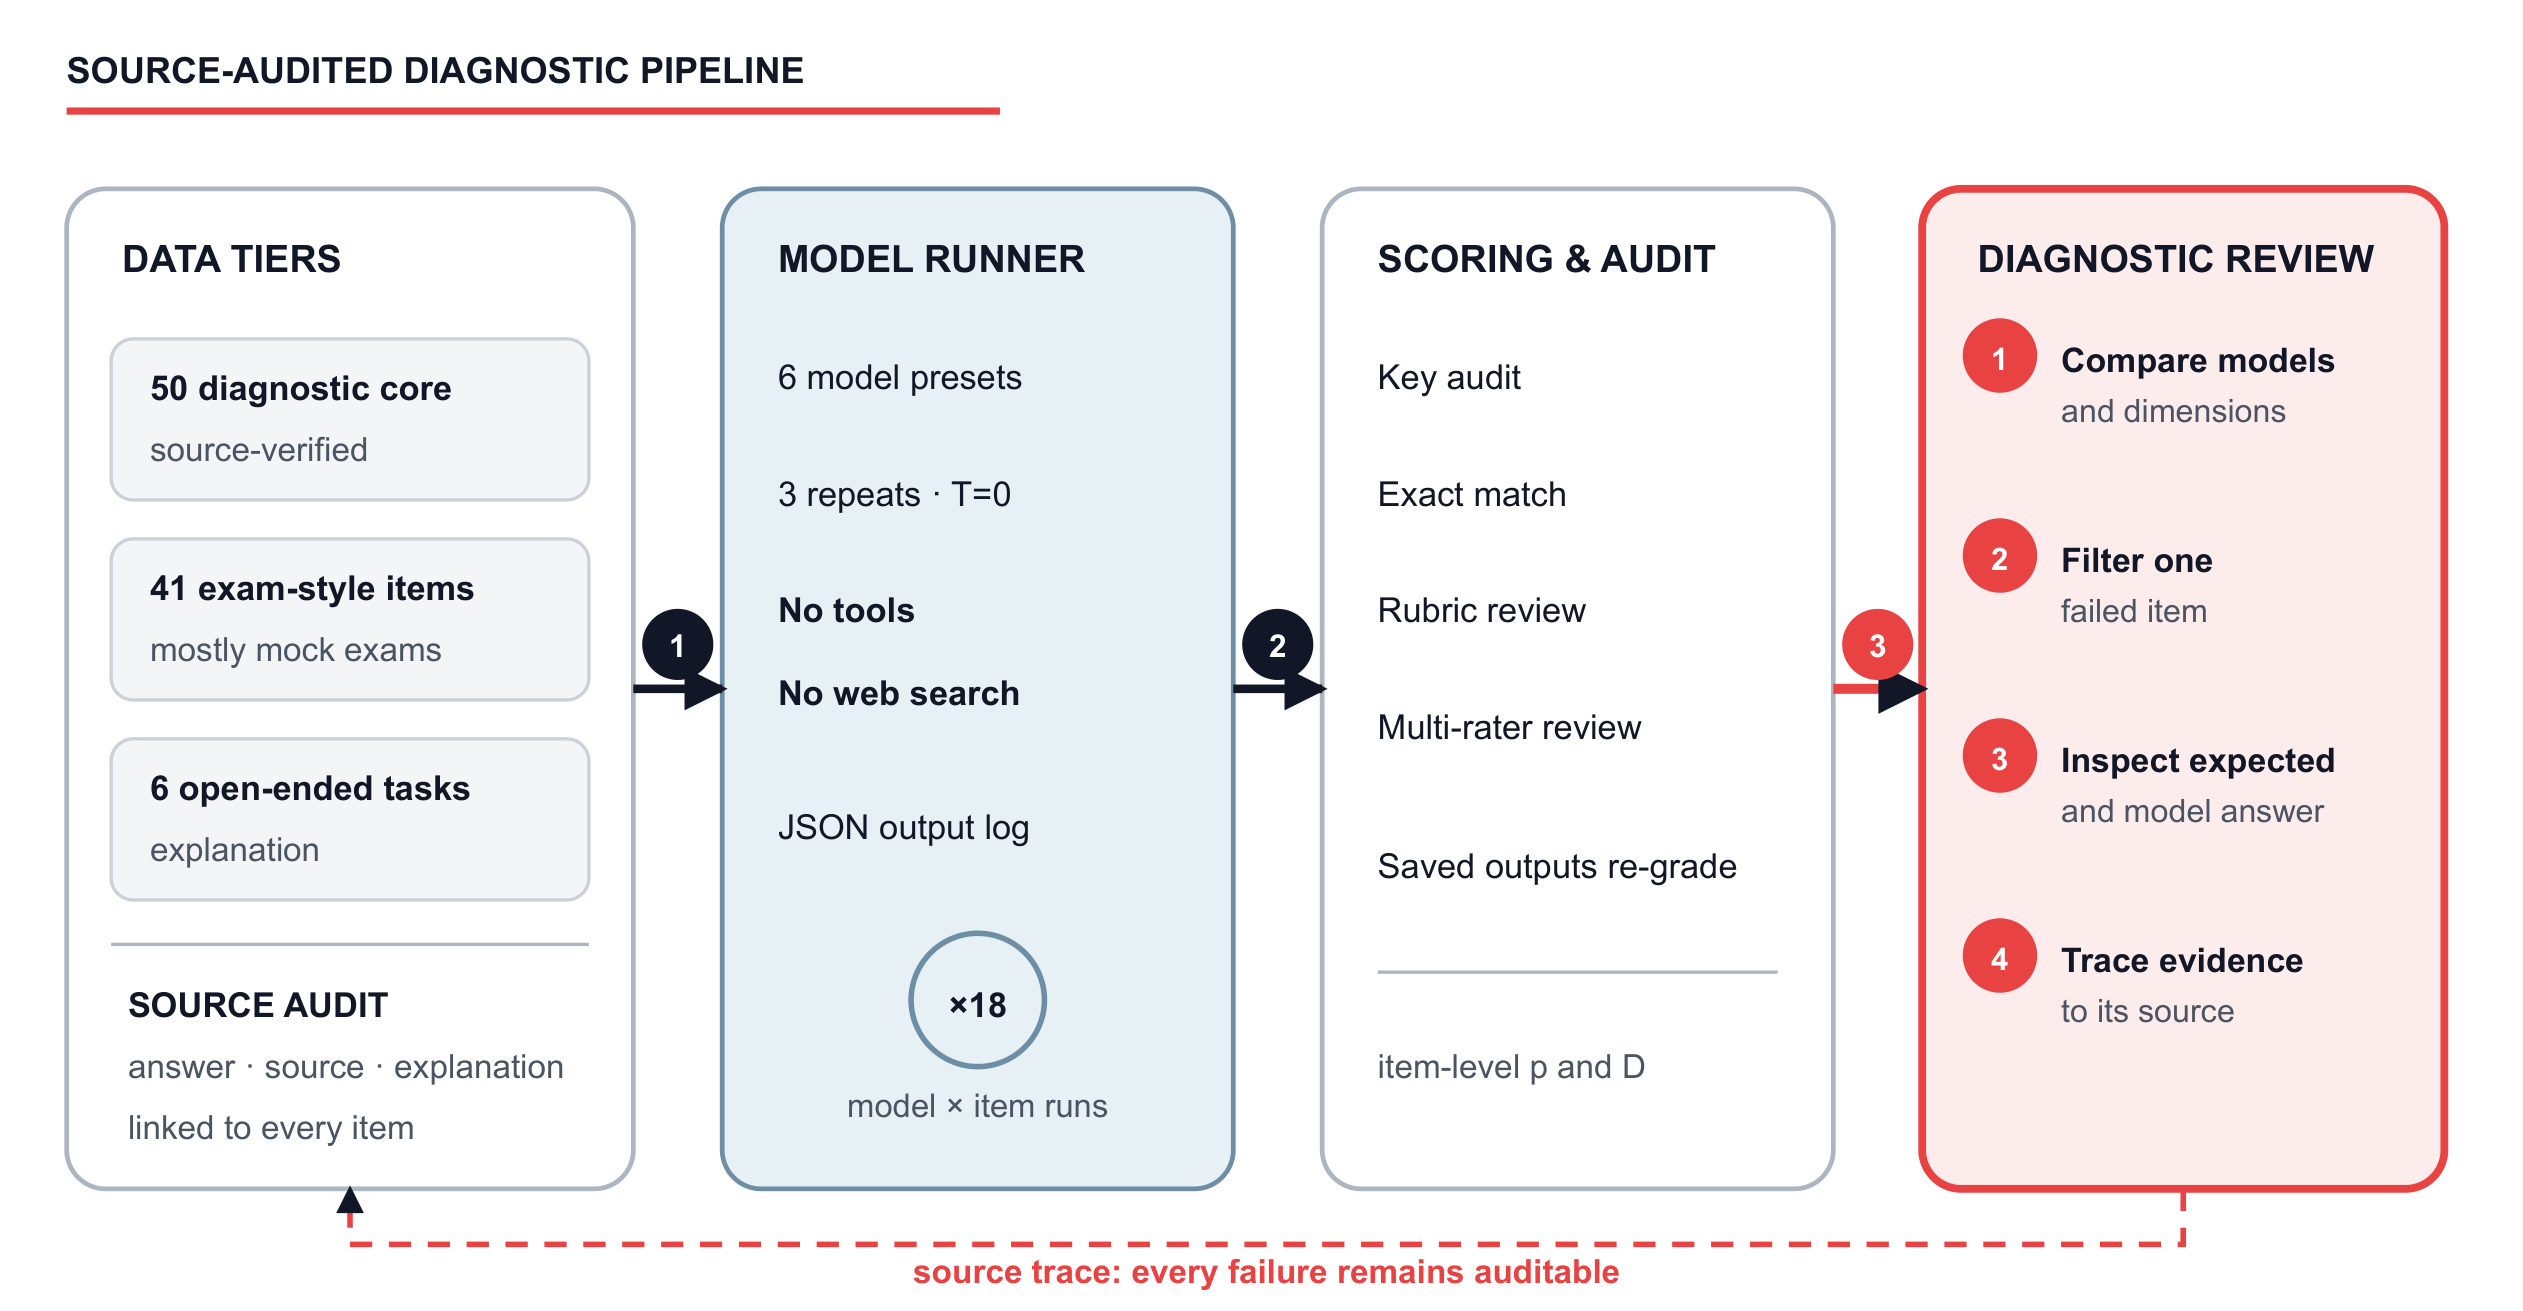 SOURCE-AUDITED DIAGNOSTIC PIPELINE
DATA TIERS
50 diagnostic core
source-verified
41 exam-style items
mostly mock exams
6 open-ended tasks
explanation
SOURCE AUDIT
answer · source · explanation
linked to every item
1
MODEL RUNNER
6 model presets
3 repeats · T=0
No tools
No web search
JSON output log
×18
model × item runs
2
SCORING & AUDIT
Key audit
Exact match
Rubric review
Multi-rater review
Saved outputs re-grade
item-level p and D
3
DIAGNOSTIC REVIEW
1 Compare models
and dimensions
2 Filter one
failed item
3 Inspect expected
and model answer
4 Trace evidence
to its source
source trace: every failure remains auditable